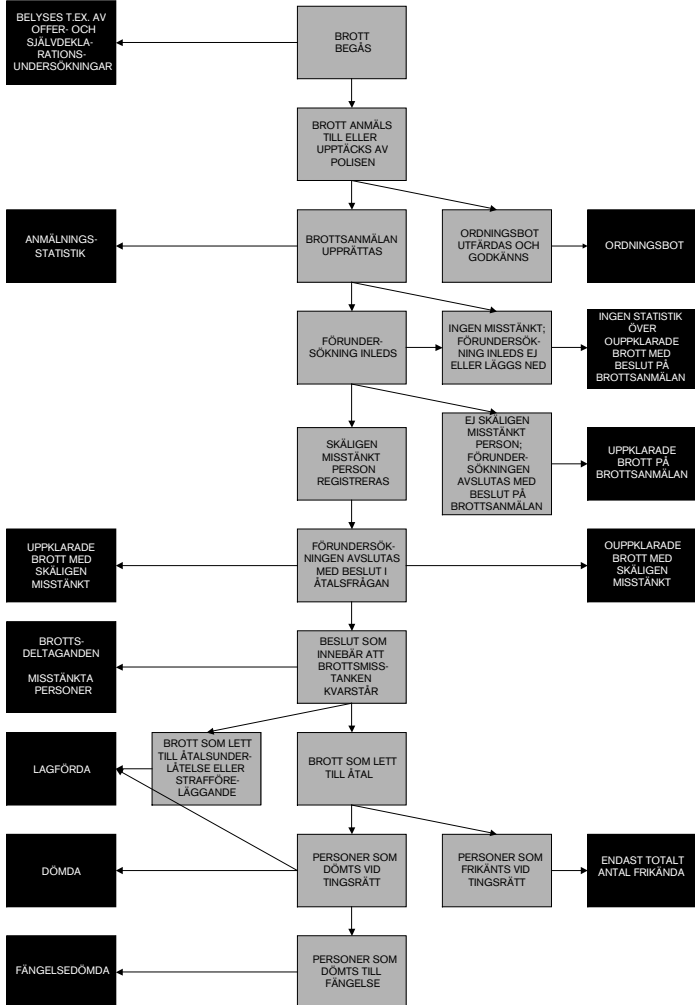 BELYSES T.EX. AV
OFFER- OCH
SJÄLVDEKLA-
RATIONS-
UNDERSÖKNINGAR
BROTT
BEGÅS
BROTT ANMÄLS
TILL ELLER
UPPTÄCKS AV
POLISEN
ANMÄLNINGS-
STATISTIK
BROTTSANMÄLAN
UPPRÄTTAS
ORDNINGSBOT
UTFÄRDAS OCH
GODKÄNNS
ORDNINGSBOT
FÖRUNDER-
SÖKNING INLEDS
INGEN MISSTÄNKT;
FÖRUNDERSÖK-
NING INLEDS EJ
ELLER LÄGGS NED
INGEN STATISTIK
ÖVER
OUPPKLARADE
BROTT MED
BESLUT PÅ
BROTTSANMÄLAN
SKÄLIGEN
MISSTÄNKT
PERSON
REGISTRERAS
EJ SKÄLIGEN
MISSTÄNKT
PERSON;
FÖRUNDER-
SÖKNINGEN
AVSLUTAS MED
BESLUT PÅ
BROTTSANMÄLAN
UPPKLARADE
BROTT PÅ
BROTTSANMÄLAN
UPPKLARADE
BROTT MED
SKÄLIGEN
MISSTÄNKT
FÖRUNDERSÖK-
NINGEN AVSLUTAS
MED BESLUT I
ÅTALSFRÅGAN
OUPPKLARADE
BROTT MED
SKÄLIGEN
MISSTÄNKT
BROTTS-
DELTAGANDEN
MISSTÄNKTA
PERSONER
BESLUT SOM
INNEBÄR ATT
BROTTSMISS-
TANKEN
KVARSTÅR
LAGFÖRDA
BROTT SOM LETT
TILL ÅTALSUNDER-
LÅTELSE ELLER
STRAFFÖRE-
LÄGGANDE
BROTT SOM LETT
TILL ÅTAL
DÖMDA
PERSONER SOM
DÖMTS VID
TINGSRÄTT
PERSONER SOM
FRIKÄNTS VID
TINGSRÄTT
ENDAST TOTALT
ANTAL FRIKÄNDA
FÄNGELSEDÖMDA
PERSONER SOM
DÖMTS TILL
FÄNGELSE